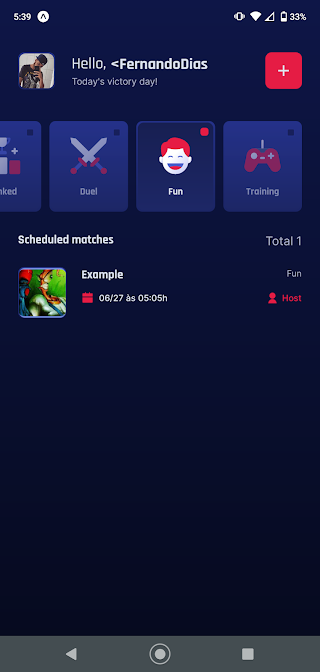 5:39
33%
Hello, <FernandoDias
Today's victory day!
nked
Duel
Fun
Training
Scheduled matches
Total 1
Example
Fun
06/27 às 05:05h
Host